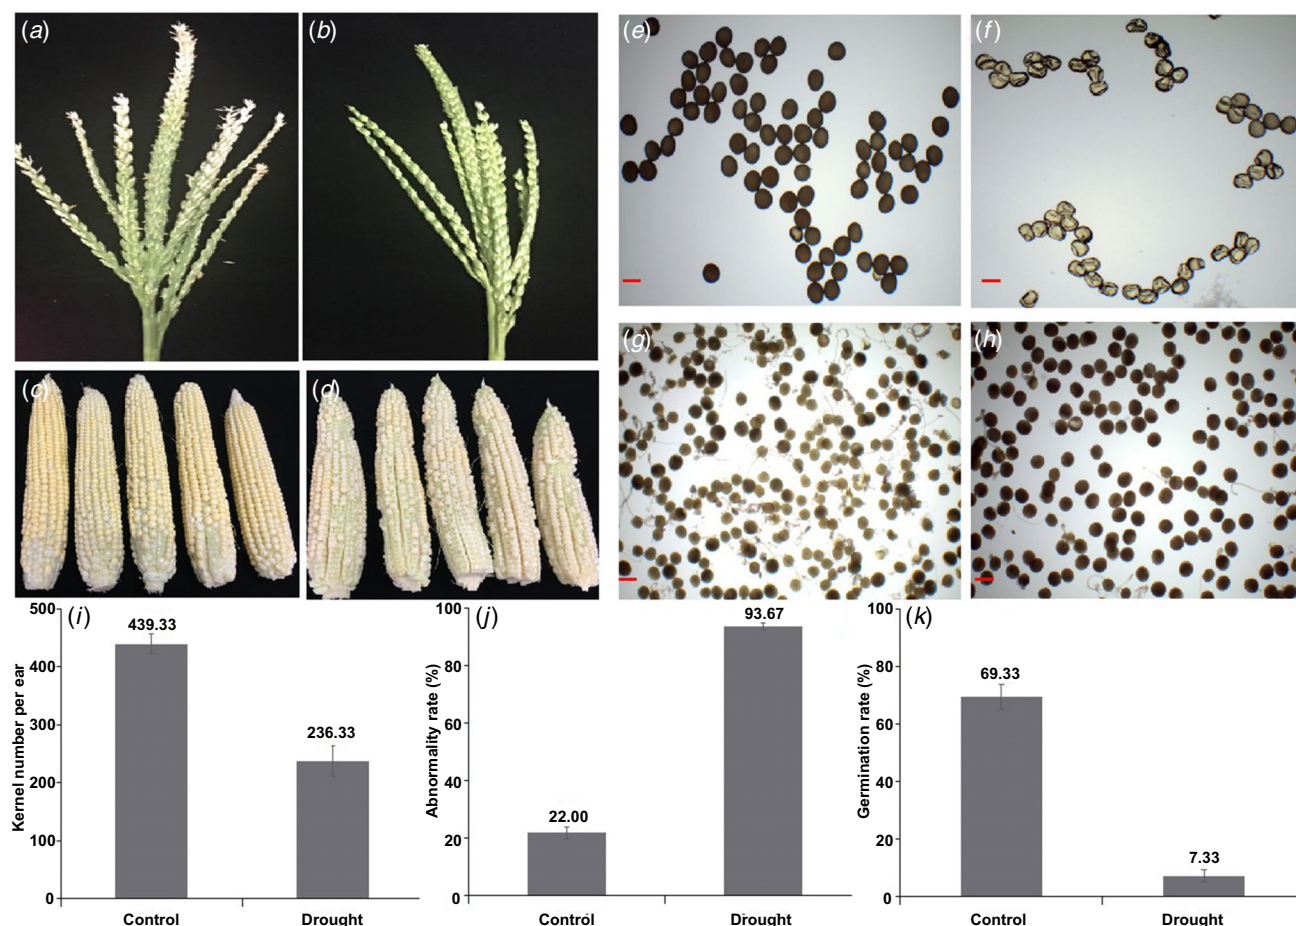 (a)
(b)
(c)
(d)
(e)
(f)
(g)
(h)
(i)
500
400
300
200
100
0
Kernel number per ear
439.33
236.33
Control
Drought
(j)
100
80
60
40
20
0
Abnormality rate (%)
22.00
93.67
Control
Drought
(k)
100
80
60
40
20
0
Germination rate (%)
69.33
7.33
Control
Drought